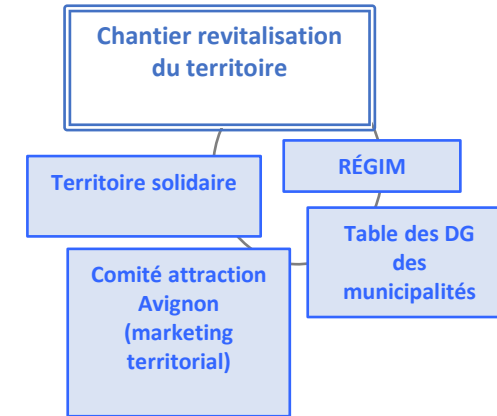 Chantier revitalisation
du territoire
Territoire solidaire
RÉGIM
Table des DG
des
municipalités
Comité attraction
Avignon
(marketing
territorial)